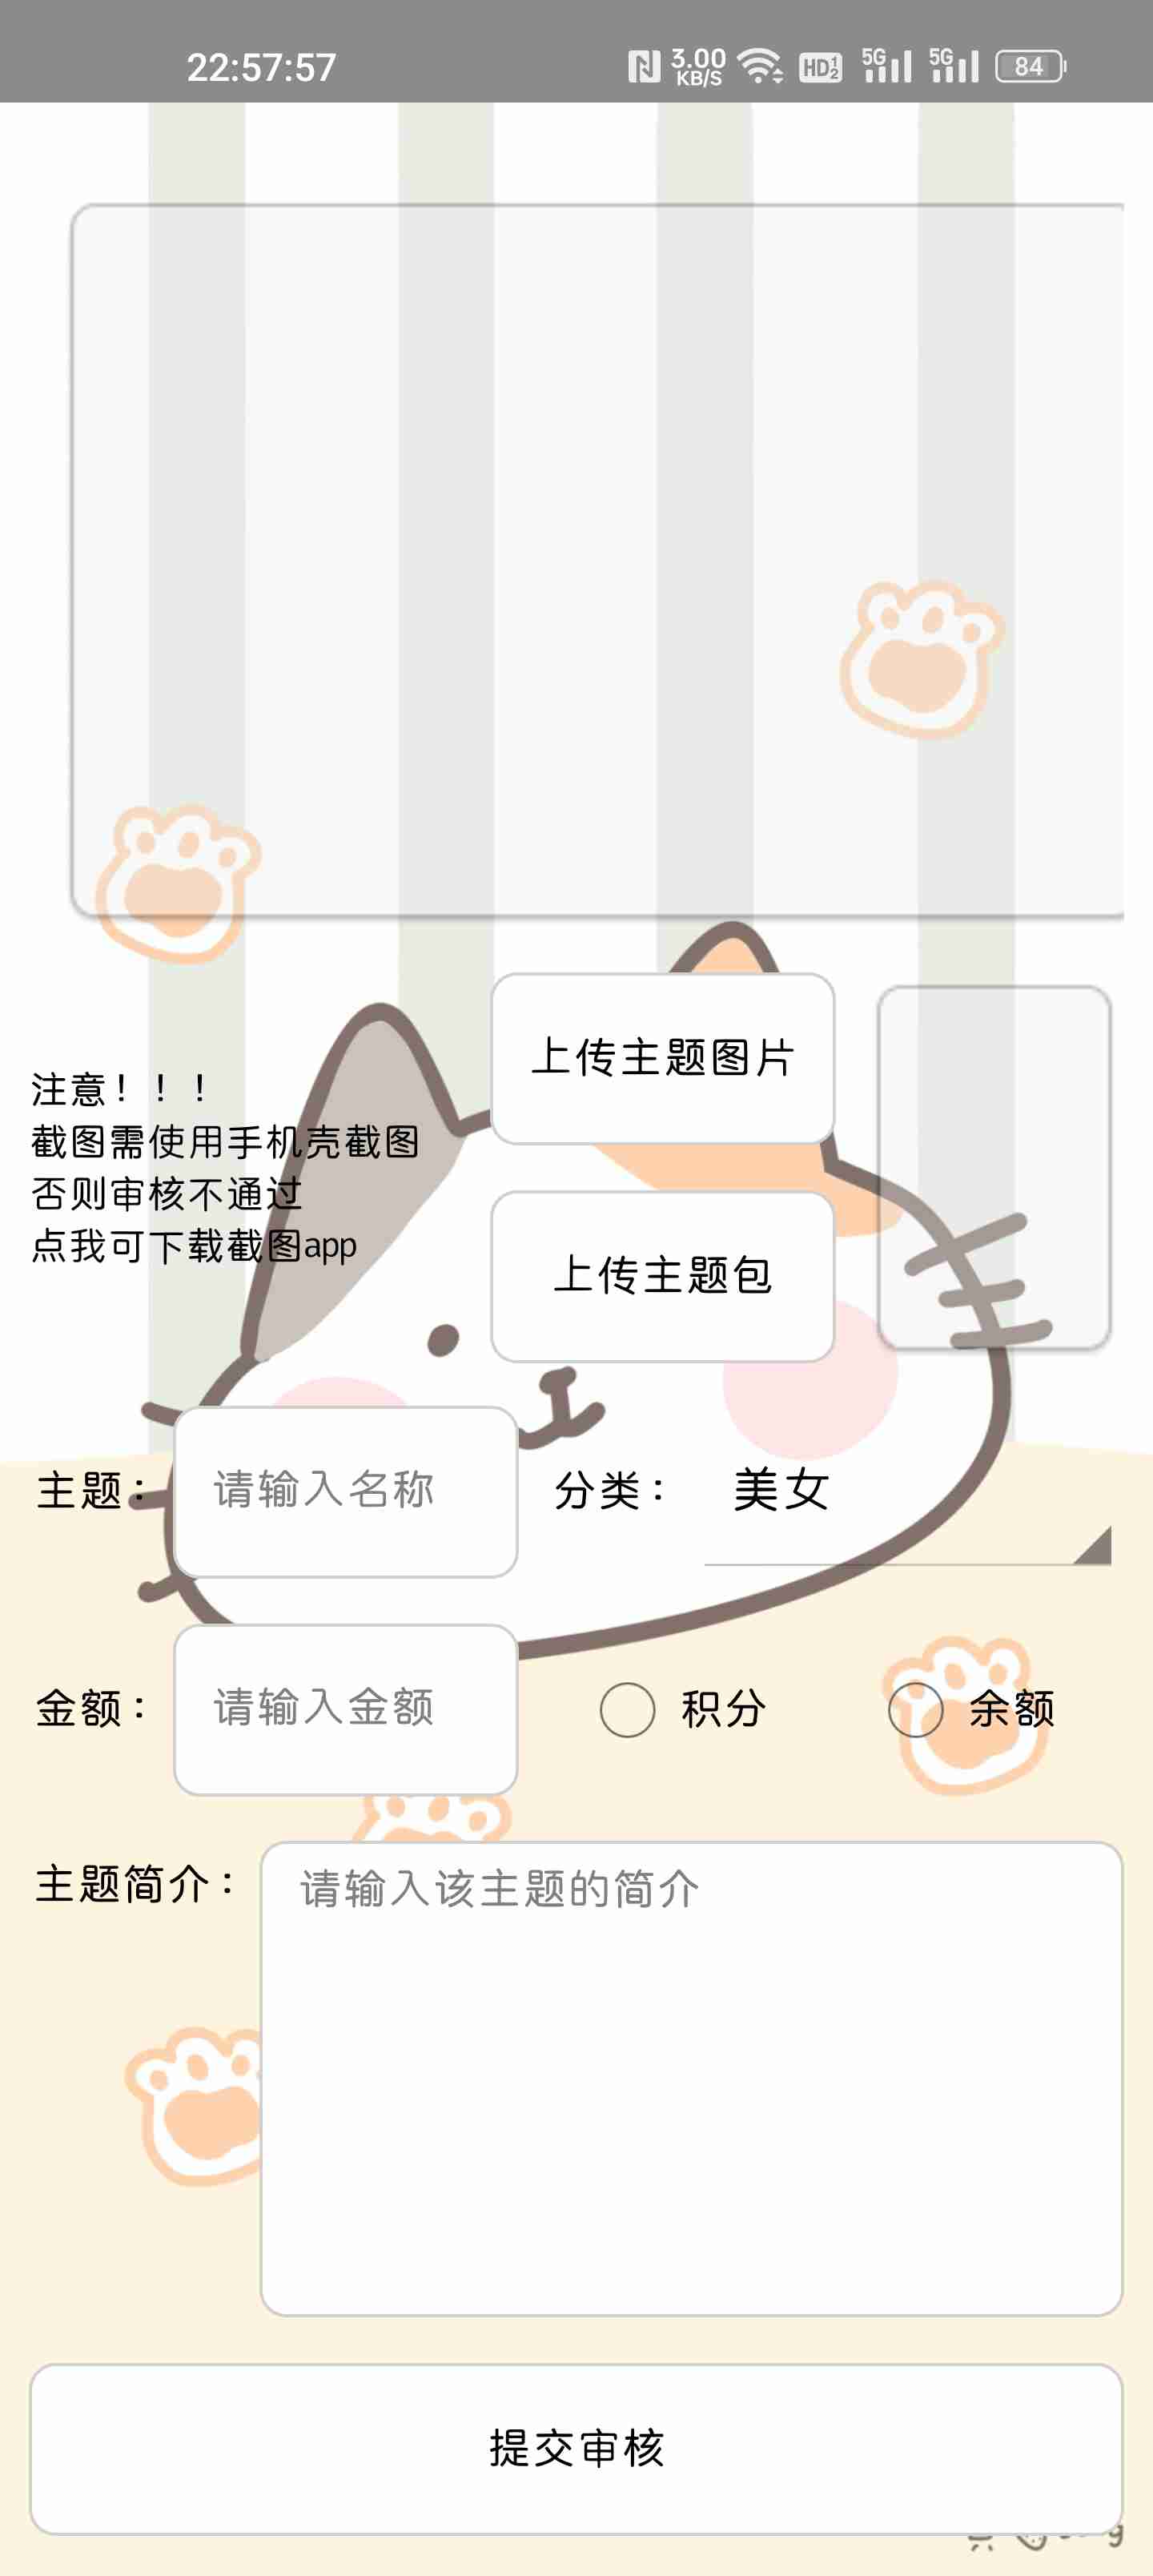 22:57:57
3.00 KB/S
HD 1 2
5G
5G
84
上传主题图片
注意！！！
截图需使用手机壳截图
否则审核不通过
点我可下载截图app
上传主题包
主题：
请输入名称
分类：
美女
金额：
请输入金额
积分
余额
主题简介：
请输入该主题的简介
提交审核